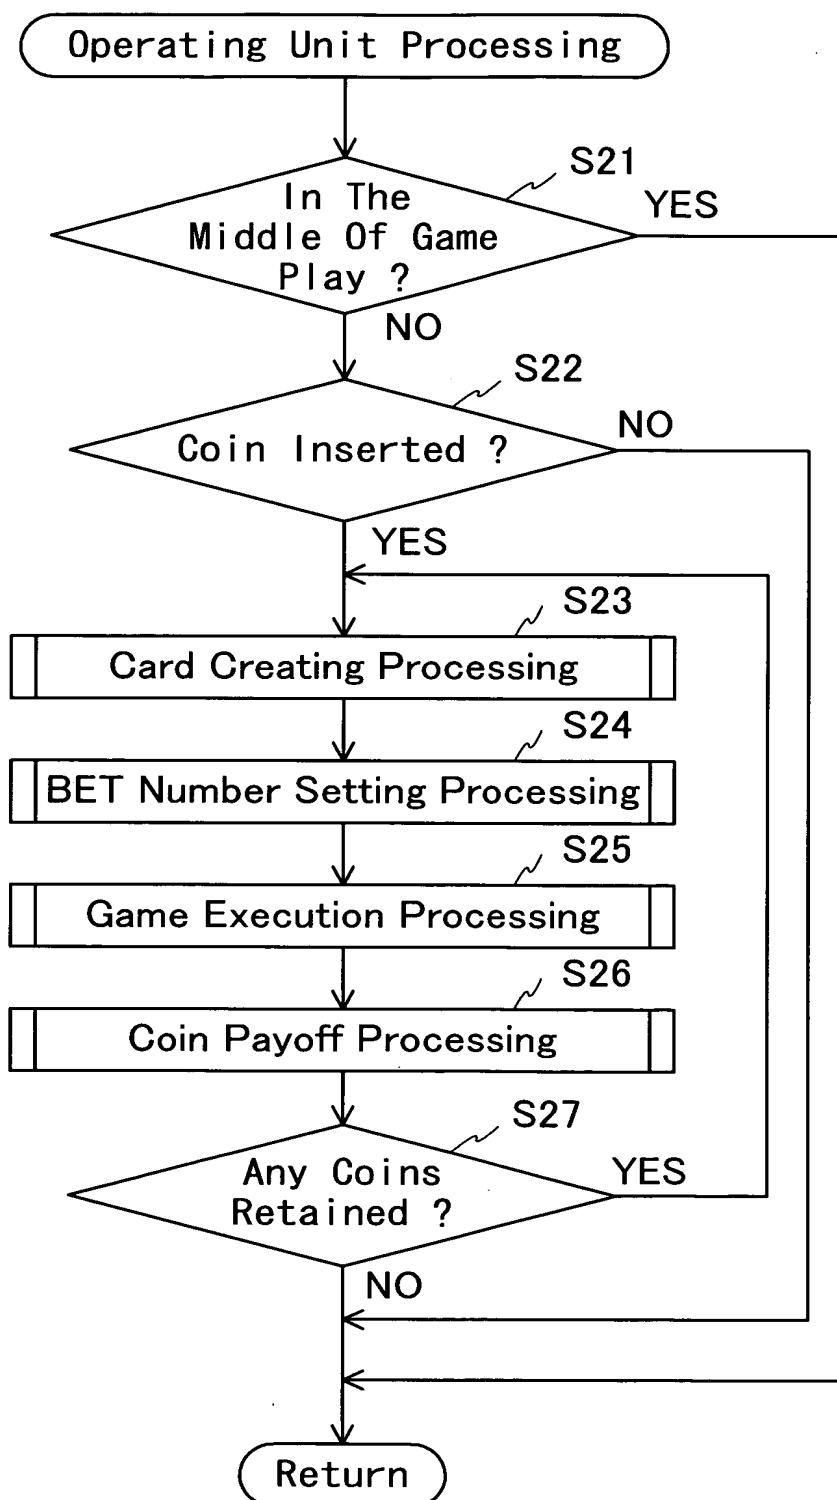 Operating Unit Processing
S21
In The
Middle Of Game
Play ?
YES
NO
S22
Coin Inserted ?
NO
YES
S23
Card Creating Processing
S24
BET Number Setting Processing
S25
Game Execution Processing
S26
Coin Payoff Processing
S27
Any Coins
Retained ?
YES
NO
Return